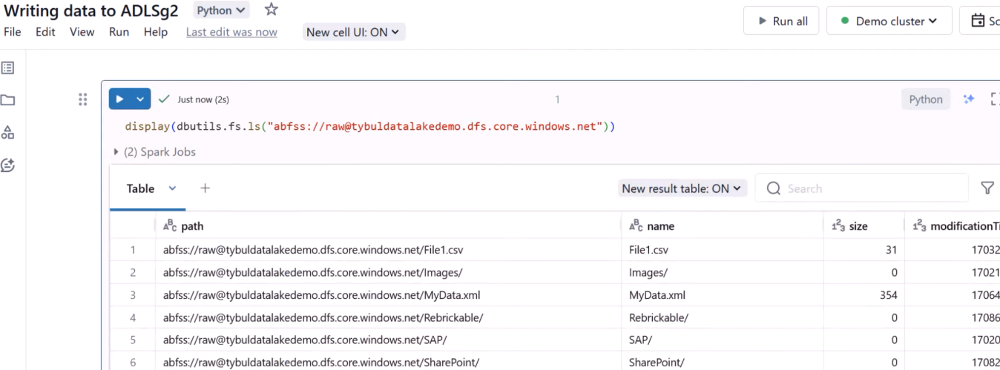 Writing data to ADLSg2 Python
File Edit View Run Help Last edit was now New cell UI: ON
Run all Demo cluster
Just now (2s) 1 Python
display(dbutils.fs.ls("abfss://raw@tybuldatalakedemo.dfs.core.windows.net"))
(2) Spark Jobs
Table + New result table: ON Search
path name size
1 abfss://raw@tybuldatalakedemo.dfs.core.windows.net/File1.csv File1.csv 31 17032
2 abfss://raw@tybuldatalakedemo.dfs.core.windows.net/Images/ Images/ 0 17021
3 abfss://raw@tybuldatalakedemo.dfs.core.windows.net/MyData.xml MyData.xml 354 17064
4 abfss://raw@tybuldatalakedemo.dfs.core.windows.net/Rebrickable/ Rebrickable/ 0 17086
5 abfss://raw@tybuldatalakedemo.dfs.core.windows.net/SAP/ SAP/ 0 17020
6 abfss://raw@tybuldatalakedemo.dfs.core.windows.net/SharePoint/ SharePoint/ 0 17082